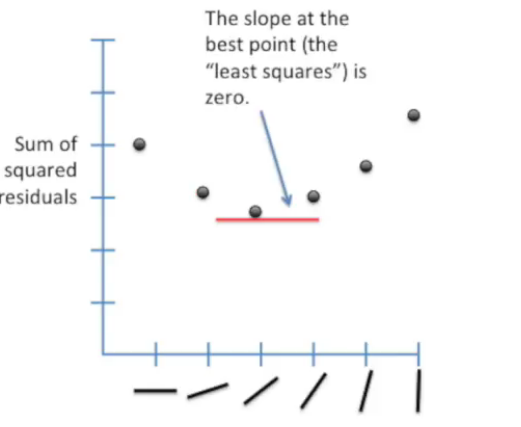 The slope at the
best point (the
“least squares”) is
zero.
Sum of
squared
residuals